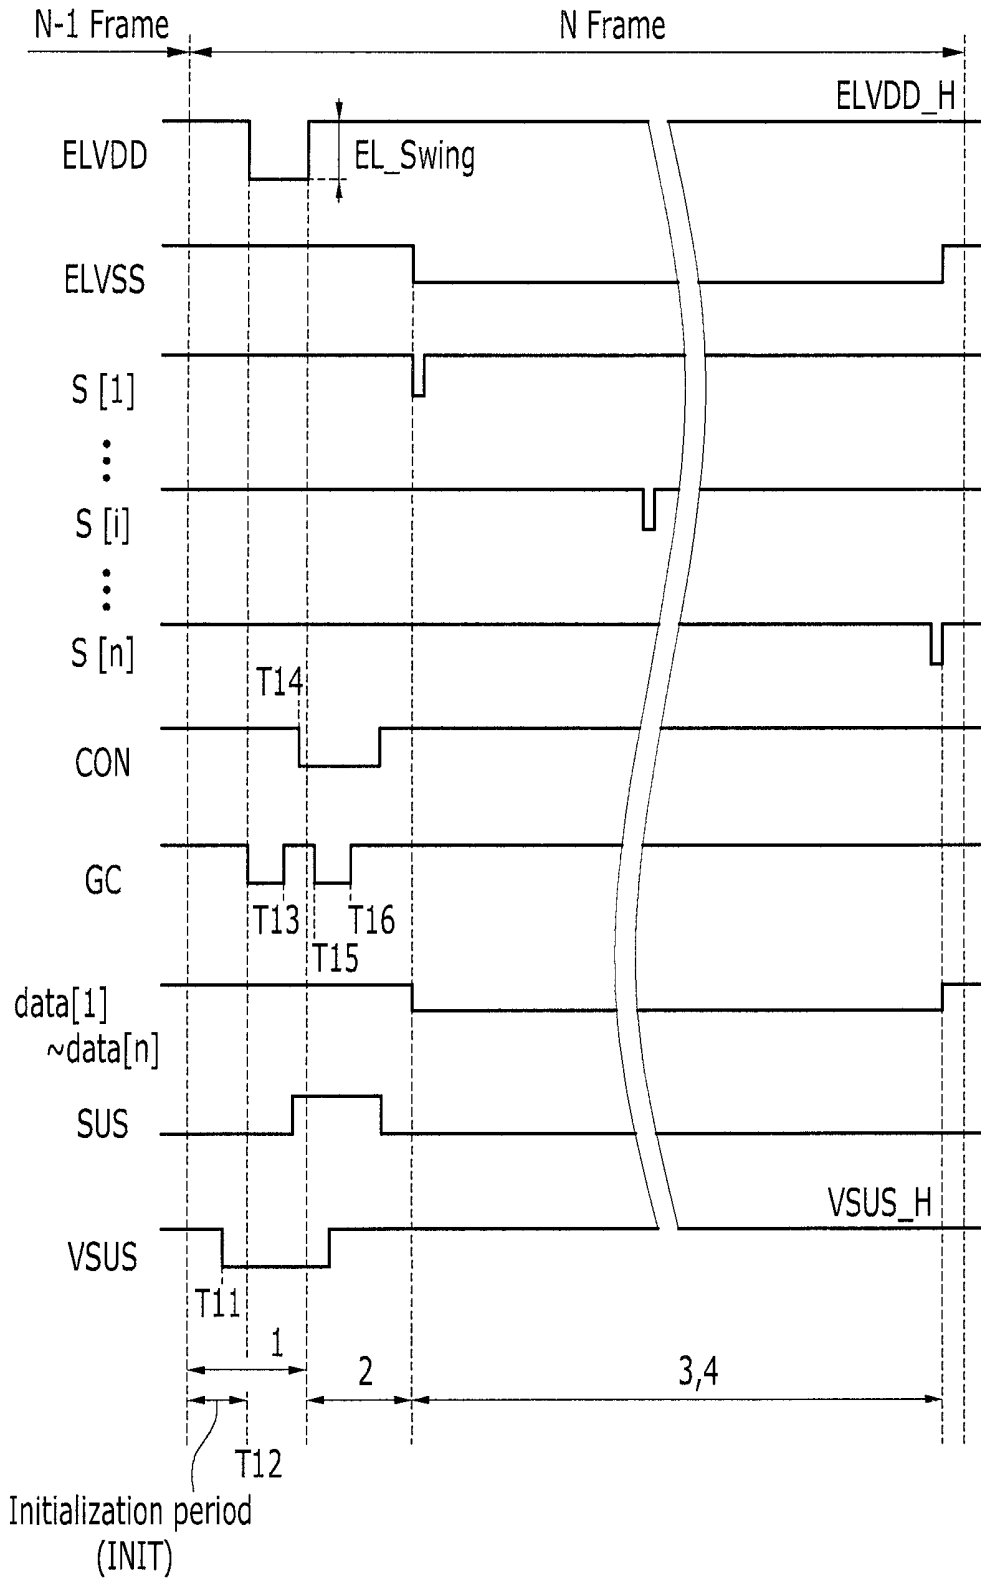 N-1 Frame
N Frame
ELVDD_H
ELVDD
EL_Swing
ELVSS
S [1]
S [i]
S [n]
T14
CON
GC
T13
T16
T15
data[1]
~data[n]
SUS
VSUS_H
VSUS
T11
1
2
3,4
T12
Initialization period
(INIT)